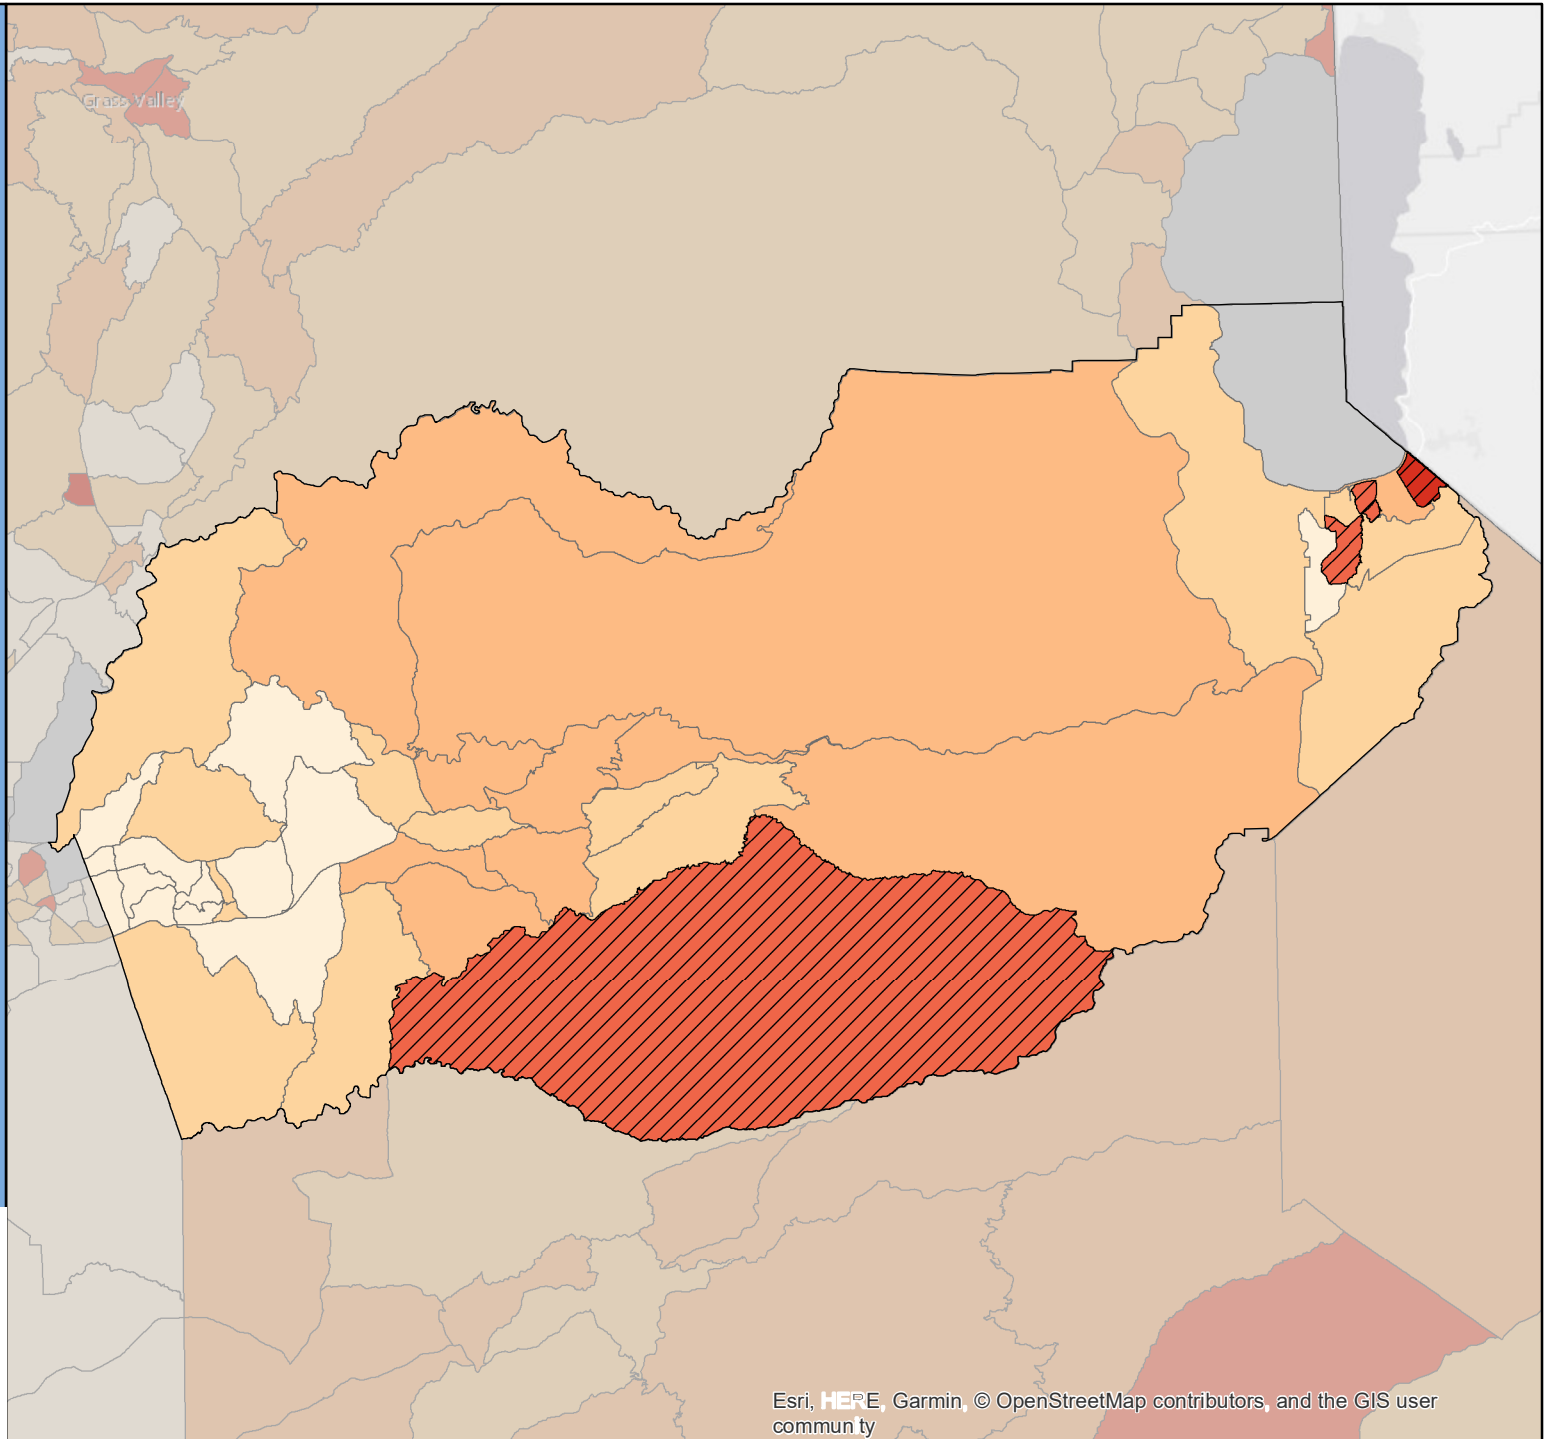 Grass Valley
Esri, HERE, Garmin, © OpenStreetMap contributors, and the GIS user
community